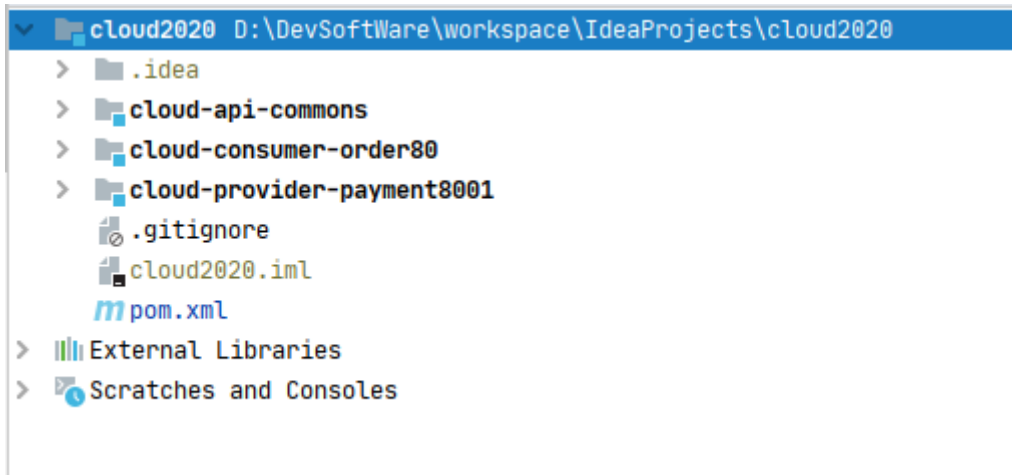 cloud2020 D:\DevSoftWare\workspace\IdeaProjects\cloud2020
.idea
cloud-api-commons
cloud-consumer-order80
cloud-provider-payment8001
.gitignore
cloud2020.iml
m pom.xml
External Libraries
Scratches and Consoles